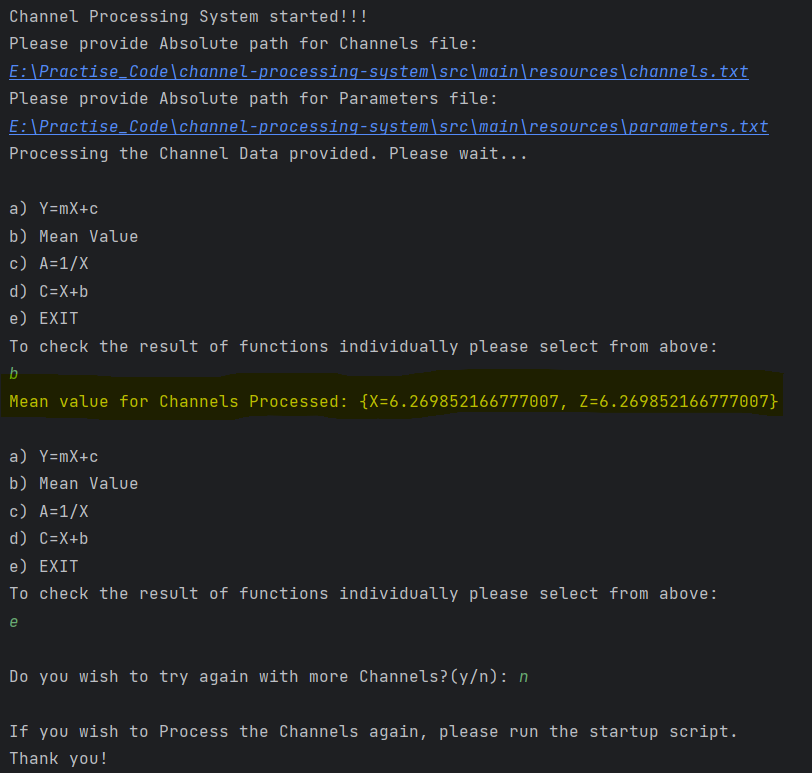 Channel Processing System started!!!
Please provide Absolute path for Channels file:
E:\Practise_Code\channel-processing-system\src\main\resources\channels.txt
Please provide Absolute path for Parameters file:
E:\Practise_Code\channel-processing-system\src\main\resources\parameters.txt
Processing the Channel Data provided. Please wait...
a) Y=mX+c
b) Mean Value
c) A=1/X
d) C=X+b
e) EXIT
To check the result of functions individually please select from above:
b
Mean value for Channels Processed: {X=6.269852166777007, Z=6.269852166777007}
a) Y=mX+c
b) Mean Value
c) A=1/X
d) C=X+b
e) EXIT
To check the result of functions individually please select from above:
e
Do you wish to try again with more Channels?(y/n): n
If you wish to Process the Channels again, please run the startup script.
Thank you!